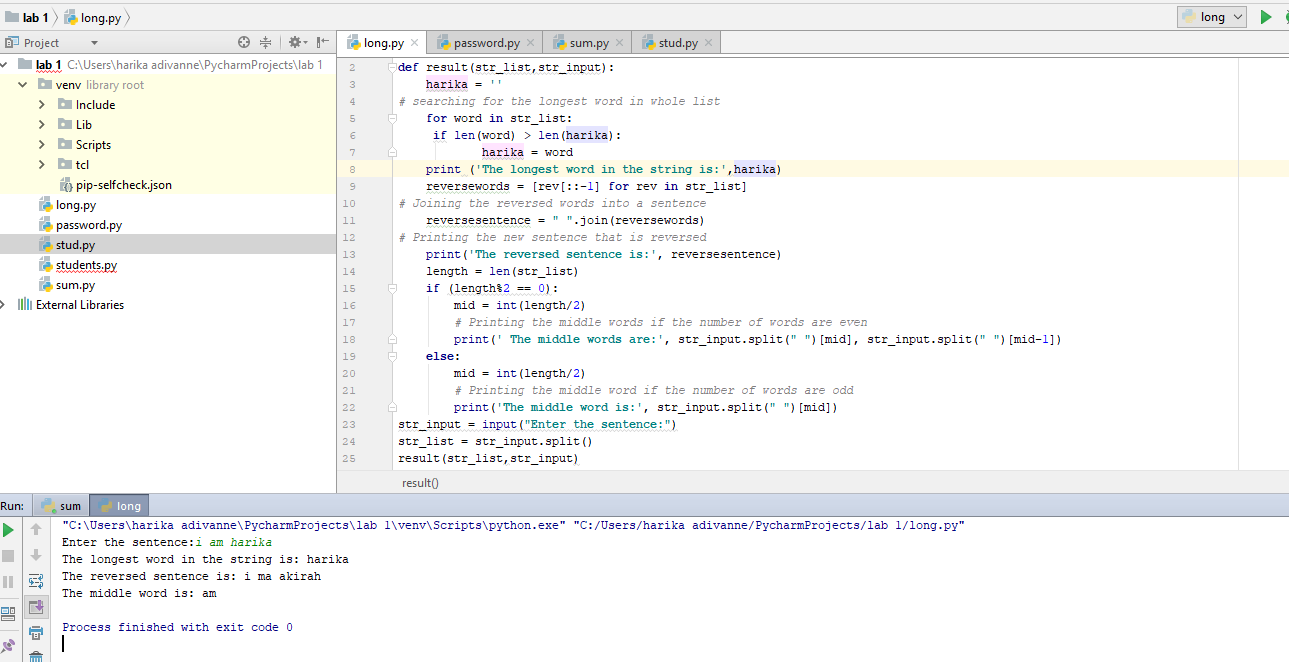 lab 1 long.py long
Project
long.py password.py sum.py stud.py
lab 1 C:\Users\harika adivanne\PycharmProjects\lab 1
venv library root
Include
Lib
Scripts
tcl
pip-selfcheck.json
long.py
password.py
stud.py
students.py
sum.py
External Libraries
2 def result(str_list,str_input):
3 harika = ''
4 # searching for the longest word in whole list
5 for word in str_list:
6 if len(word) > len(harika):
7 harika = word
8 print ('The longest word in the string is:',harika)
9 reversewords = [rev[::-1] for rev in str_list]
10 # Joining the reversed words into a sentence
11 reversesentence = " ".join(reversewords)
12 # Printing the new sentence that is reversed
13 print('The reversed sentence is:', reversesentence)
14 length = len(str_list)
15 if (length%2 == 0):
16 mid = int(length/2)
17 # Printing the middle words if the number of words are even
18 print(' The middle words are:', str_input.split(" ")[mid], str_input.split(" ")[mid-1])
19 else:
20 mid = int(length/2)
21 # Printing the middle word if the number of words are odd
22 print('The middle word is:', str_input.split(" ")[mid])
23 str_input = input("Enter the sentence:")
24 str_list = str_input.split()
25 result(str_list,str_input)
result()
Run: sum long
"C:\Users\harika adivanne\PycharmProjects\lab 1\venv\Scripts\python.exe" "C:/Users/harika adivanne/PycharmProjects/lab 1/long.py"
Enter the sentence:i am harika
The longest word in the string is: harika
The reversed sentence is: i ma akirah
The middle word is: am
Process finished with exit code 0